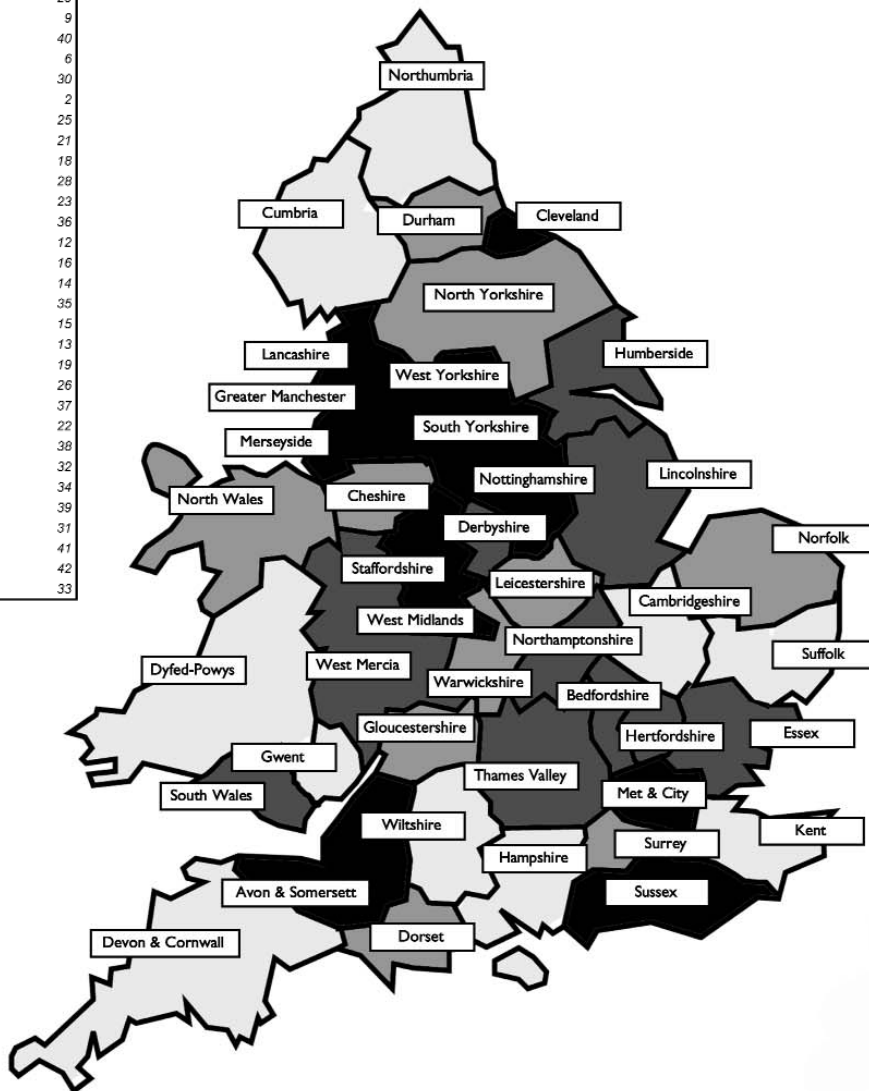 9
40
6
30
2
25
21
18
28
23
36
12
16
14
35
15
13
19
26
37
22
38
32
34
39
31
41
42
33
Northumbria
Cumbria
Durham
Cleveland
North Yorkshire
Lancashire
West Yorkshire
Humberside
Greater Manchester
South Yorkshire
Merseyside
Nottinghamshire
Lincolnshire
North Wales
Cheshire
Derbyshire
Norfolk
Staffordshire
Leicestershire
Cambridgeshire
West Midlands
Northamptonshire
Suffolk
Dyfed-Powys
West Mercia
Warwickshire
Bedfordshire
Gloucestershire
Hertfordshire
Essex
Gwent
Thames Valley
South Wales
Met & City
Wiltshire
Kent
Surrey
Hampshire
Avon & Somersett
Sussex
Devon & Cornwall
Dorset